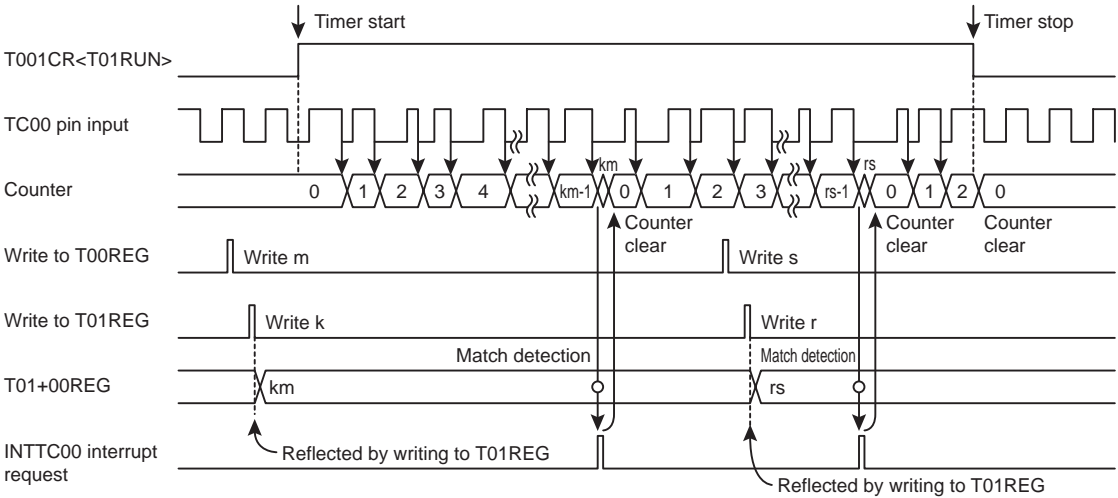 Timer start
Timer stop
T001CR<T01RUN>
TC00 pin input
Counter
0 1 2 3 4 km-1 km 0 1 2 3 rs-1 rs 0 1 2 0
Counter clear
Counter clear
Counter clear
Write to T00REG
Write m
Write s
Write to T01REG
Write k
Write r
Match detection
Match detection
T01+00REG
km
rs
INTTC00 interrupt
request
Reflected by writing to T01REG
Reflected by writing to T01REG